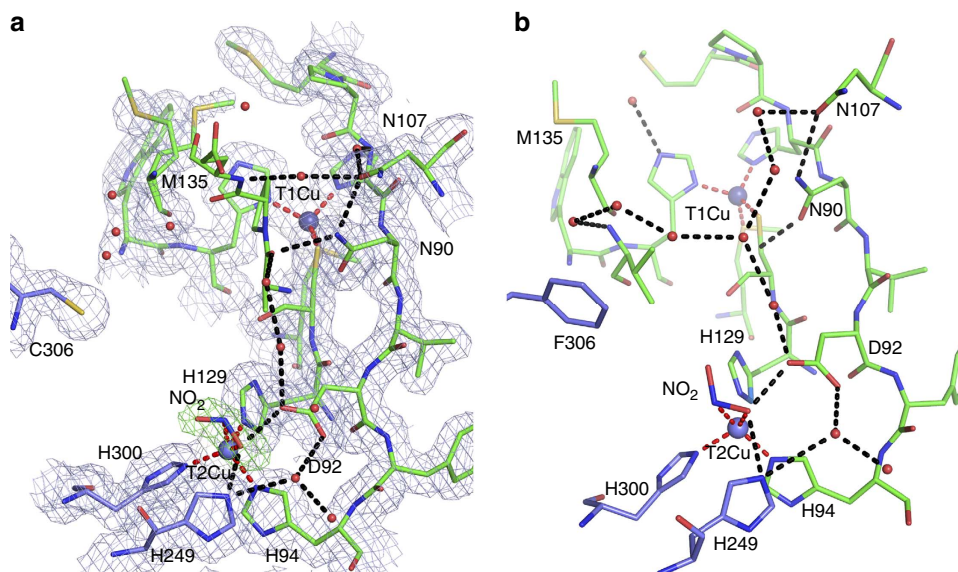 a
N107
M135
T1Cu
N90
C306
H129
NO2
D92
H300
T2Cu
H249
H94
b
N107
M135
T1Cu
N90
F306
H129
D92
NO2
T2Cu
H300
H94
H249